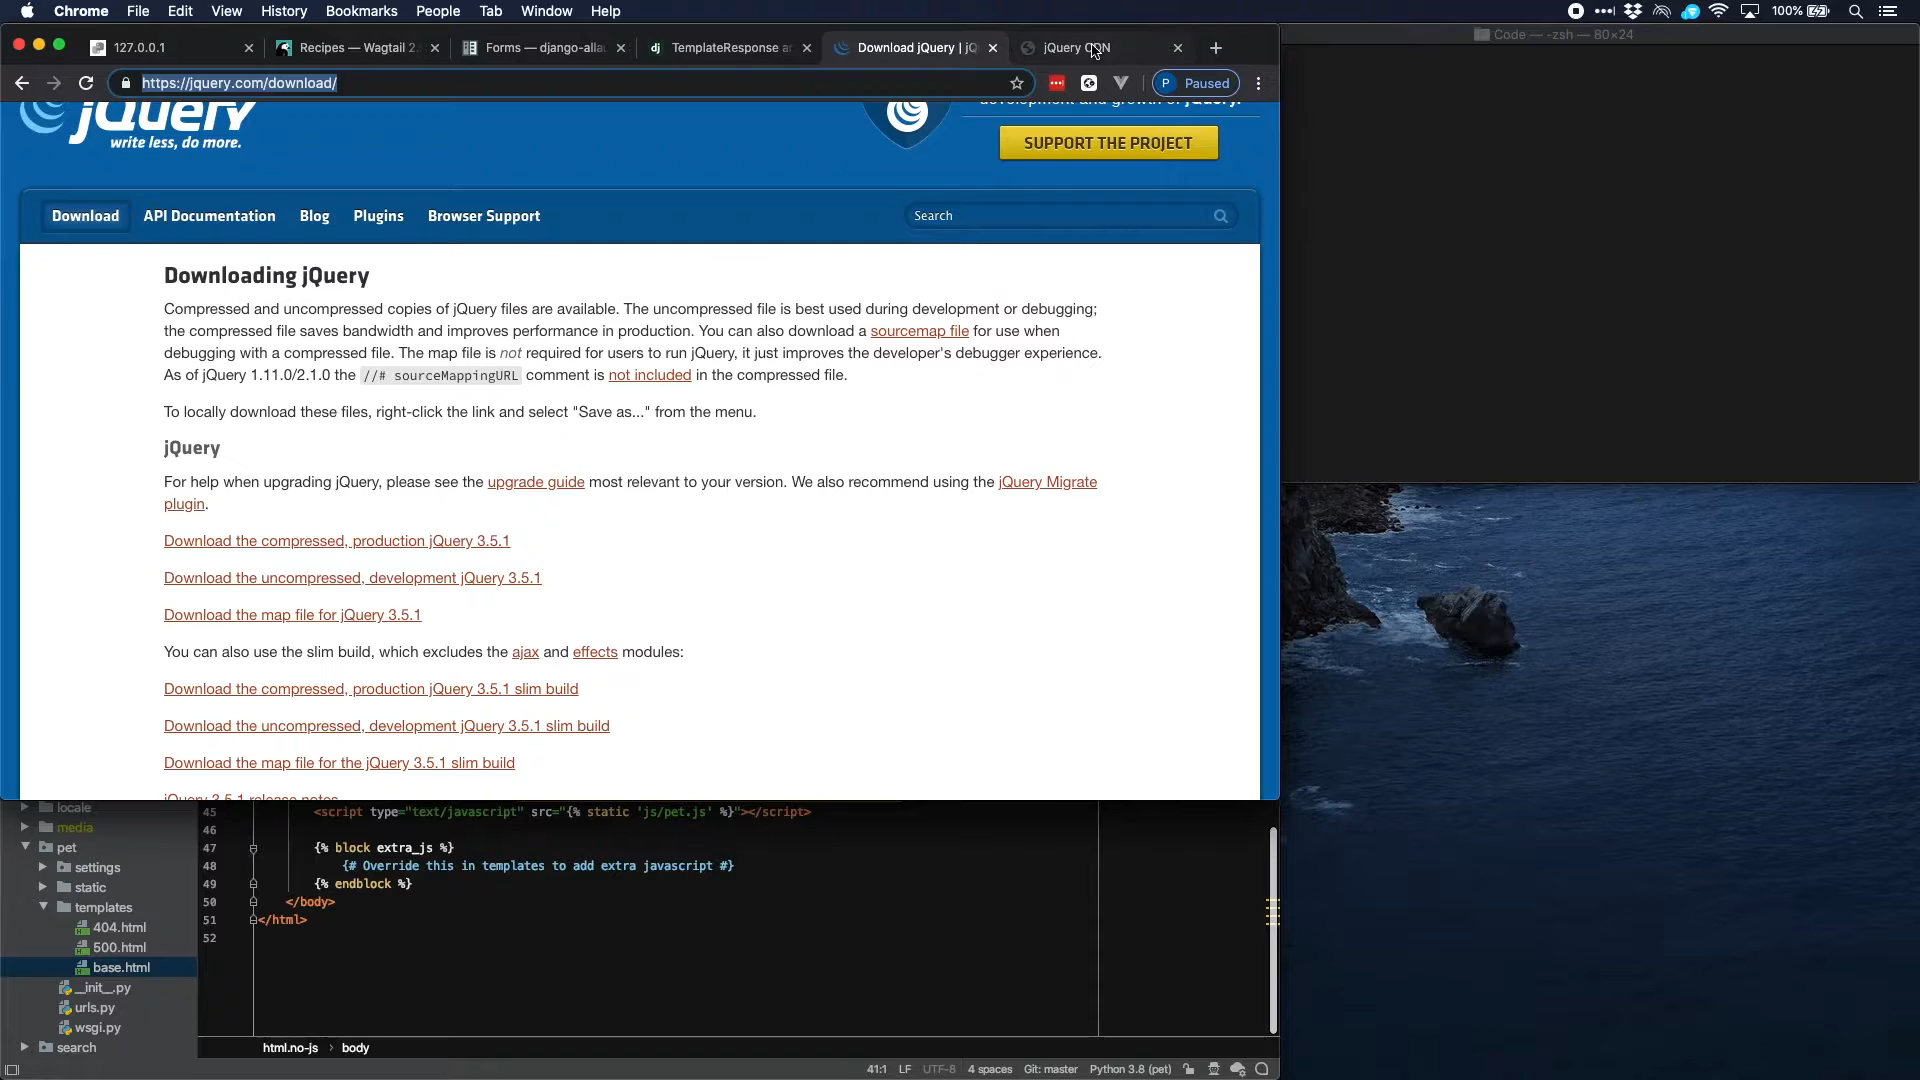 Chrome File Edit View History Bookmarks People Tab Window Help 100%
127.0.0.1 Recipes — Wagtail 2. Forms — django-alla TemplateResponse a Download jQuery | jQ jQuery CDN
Code — -zsh — 80×24
https://jquery.com/download/ P Paused
jQuery
write less, do more.
development and growth of jQuery.
SUPPORT THE PROJECT
Download API Documentation Blog Plugins Browser Support Search
Downloading jQuery
Compressed and uncompressed copies of jQuery files are available. The uncompressed file is best used during development or debugging;
the compressed file saves bandwidth and improves performance in production. You can also download a sourcemap file for use when
debugging with a compressed file. The map file is not required for users to run jQuery, it just improves the developer's debugger experience.
As of jQuery 1.11.0/2.1.0 the //# sourceMappingURL comment is not included in the compressed file.
To locally download these files, right-click the link and select "Save as..." from the menu.
jQuery
For help when upgrading jQuery, please see the upgrade guide most relevant to your version. We also recommend using the jQuery Migrate
plugin.
Download the compressed, production jQuery 3.5.1
Download the uncompressed, development jQuery 3.5.1
Download the map file for jQuery 3.5.1
You can also use the slim build, which excludes the ajax and effects modules:
Download the compressed, production jQuery 3.5.1 slim build
Download the uncompressed, development jQuery 3.5.1 slim build
Download the map file for the jQuery 3.5.1 slim build
jQuery 3.5.1 release notes
locale
media
pet
settings
static
templates
404.html
500.html
base.html
__init__.py
urls.py
wsgi.py
search
45 <script type="text/javascript" src="{% static 'js/pet.js' %}"></script>
46
47 {% block extra_js %}
48 {# Override this in templates to add extra javascript #}
49 {% endblock %}
50 </body>
51 </html>
52
html.no-js › body
41:1 LF UTF-8 4 spaces Git: master Python 3.8 (pet)